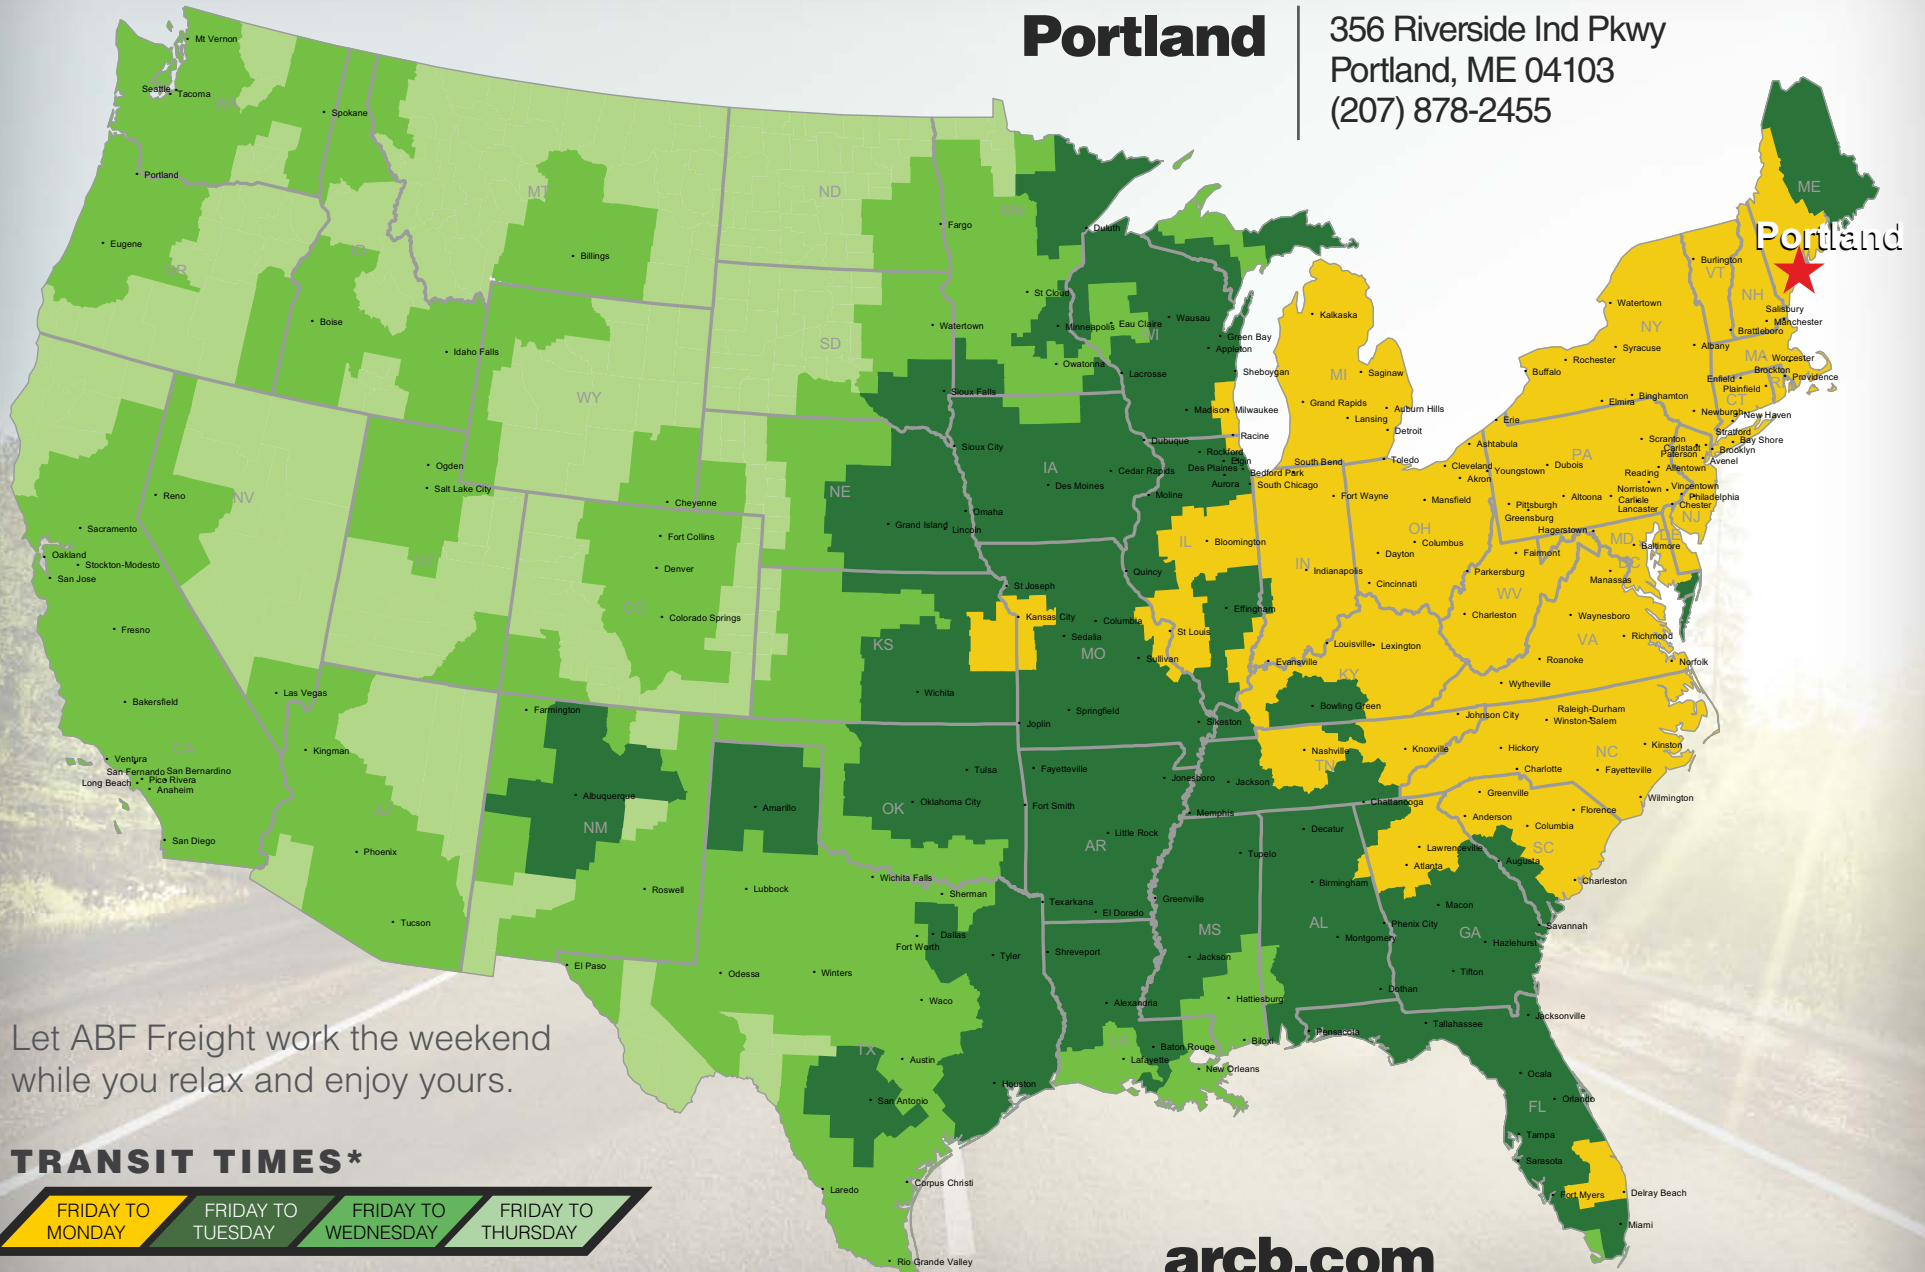 Portland
356 Riverside Ind Pkwy
Portland, ME 04103
(207) 878-2455
Mt Vernon
Seattle
Tacoma
WA
Spokane
Portland
Eugene
OR
Boise
ID
Idaho Falls
MT
Billings
WY
Cheyenne
ND
Fargo
SD
Watertown
Sioux Falls
MN
Duluth
St Cloud
Minneapolis
Owatonna
Eau Claire
Wausau
WI
Green Bay
Appleton
Sheboygan
Lacrosse
Madison
Milwaukee
Racine
Kalkaska
MI
Saginaw
Grand Rapids
Lansing
Auburn Hills
Detroit
ME
Portland
Burlington
VT
NH
Salisbury
Manchester
Brattleboro
Watertown
NY
Syracuse
Albany
Rochester
Buffalo
MA
Worcester
Brockton
Providence
RI
Enfield
Plainfield
CT
Elmira
Binghamton
Newburgh
New Haven
Stratford
Bay Shore
Erie
Ashtabula
Scranton
Carlstadt
Brooklyn
Paterson
Avenel
PA
Dubois
Allentown
Reading
Norristown
Vincentown
Philadelphia
Carlisle
Lancaster
Chester
Altoona
Pittsburgh
Greensburg
Hagerstown
NJ
MD
DE
Baltimore
DC
Manassas
Toledo
Cleveland
Youngstown
Akron
Mansfield
OH
Columbus
Dayton
Cincinnati
South Bend
Fort Wayne
IN
Indianapolis
Evansville
Fairmont
Parkersburg
WV
Charleston
Waynesboro
VA
Richmond
Roanoke
Norfolk
Wytheville
Louisville
Lexington
KY
Bowling Green
Dubuque
Rockford
Elgin
Des Plaines
Bedford Park
Aurora
South Chicago
Moline
IL
Bloomington
Quincy
Effingham
IA
Sioux City
Cedar Rapids
Des Moines
NE
Omaha
Grand Island
Lincoln
Reno
NV
Sacramento
Oakland
Stockton-Modesto
San Jose
Fresno
Bakersfield
CA
Ventura
San Fernando
San Bernardino
Long Beach
Pico Rivera
Anaheim
San Diego
Las Vegas
Ogden
Salt Lake City
UT
Fort Collins
Denver
CO
Colorado Springs
Kingman
AZ
Phoenix
Tucson
Farmington
Albuquerque
NM
Roswell
KS
Wichita
St Joseph
Kansas City
Columbia
Sedalia
MO
St Louis
Sullivan
Springfield
Joplin
Sikeston
Tulsa
OK
Oklahoma City
Fayetteville
Fort Smith
Little Rock
AR
Jonesboro
Texarkana
El Dorado
Nashville
TN
Knoxville
Johnson City
Jackson
Memphis
Chattanooga
Raleigh-Durham
Winston-Salem
Hickory
NC
Kinston
Charlotte
Fayetteville
Wilmington
Greenville
Anderson
Florence
Columbia
SC
Charleston
Lawrenceville
Atlanta
Augusta
Macon
GA
Savannah
Hazlehurst
Tifton
Decatur
Birmingham
AL
Phenix City
Montgomery
Dothan
Tupelo
Greenville
MS
Jackson
Hattiesburg
Biloxi
Amarillo
Lubbock
Wichita Falls
Sherman
Dallas
Fort Worth
Tyler
El Paso
Odessa
Winters
Waco
TX
Austin
Houston
San Antonio
Laredo
Corpus Christi
Rio Grande Valley
Shreveport
Alexandria
LA
Baton Rouge
Lafayette
New Orleans
Pensacola
Tallahassee
Jacksonville
Ocala
FL
Orlando
Tampa
Sarasota
Fort Myers
Delray Beach
Miami
Let ABF Freight work the weekend
while you relax and enjoy yours.
TRANSIT TIMES*
FRIDAY TO
MONDAY
FRIDAY TO
TUESDAY
FRIDAY TO
WEDNESDAY
FRIDAY TO
THURSDAY
arcb.com